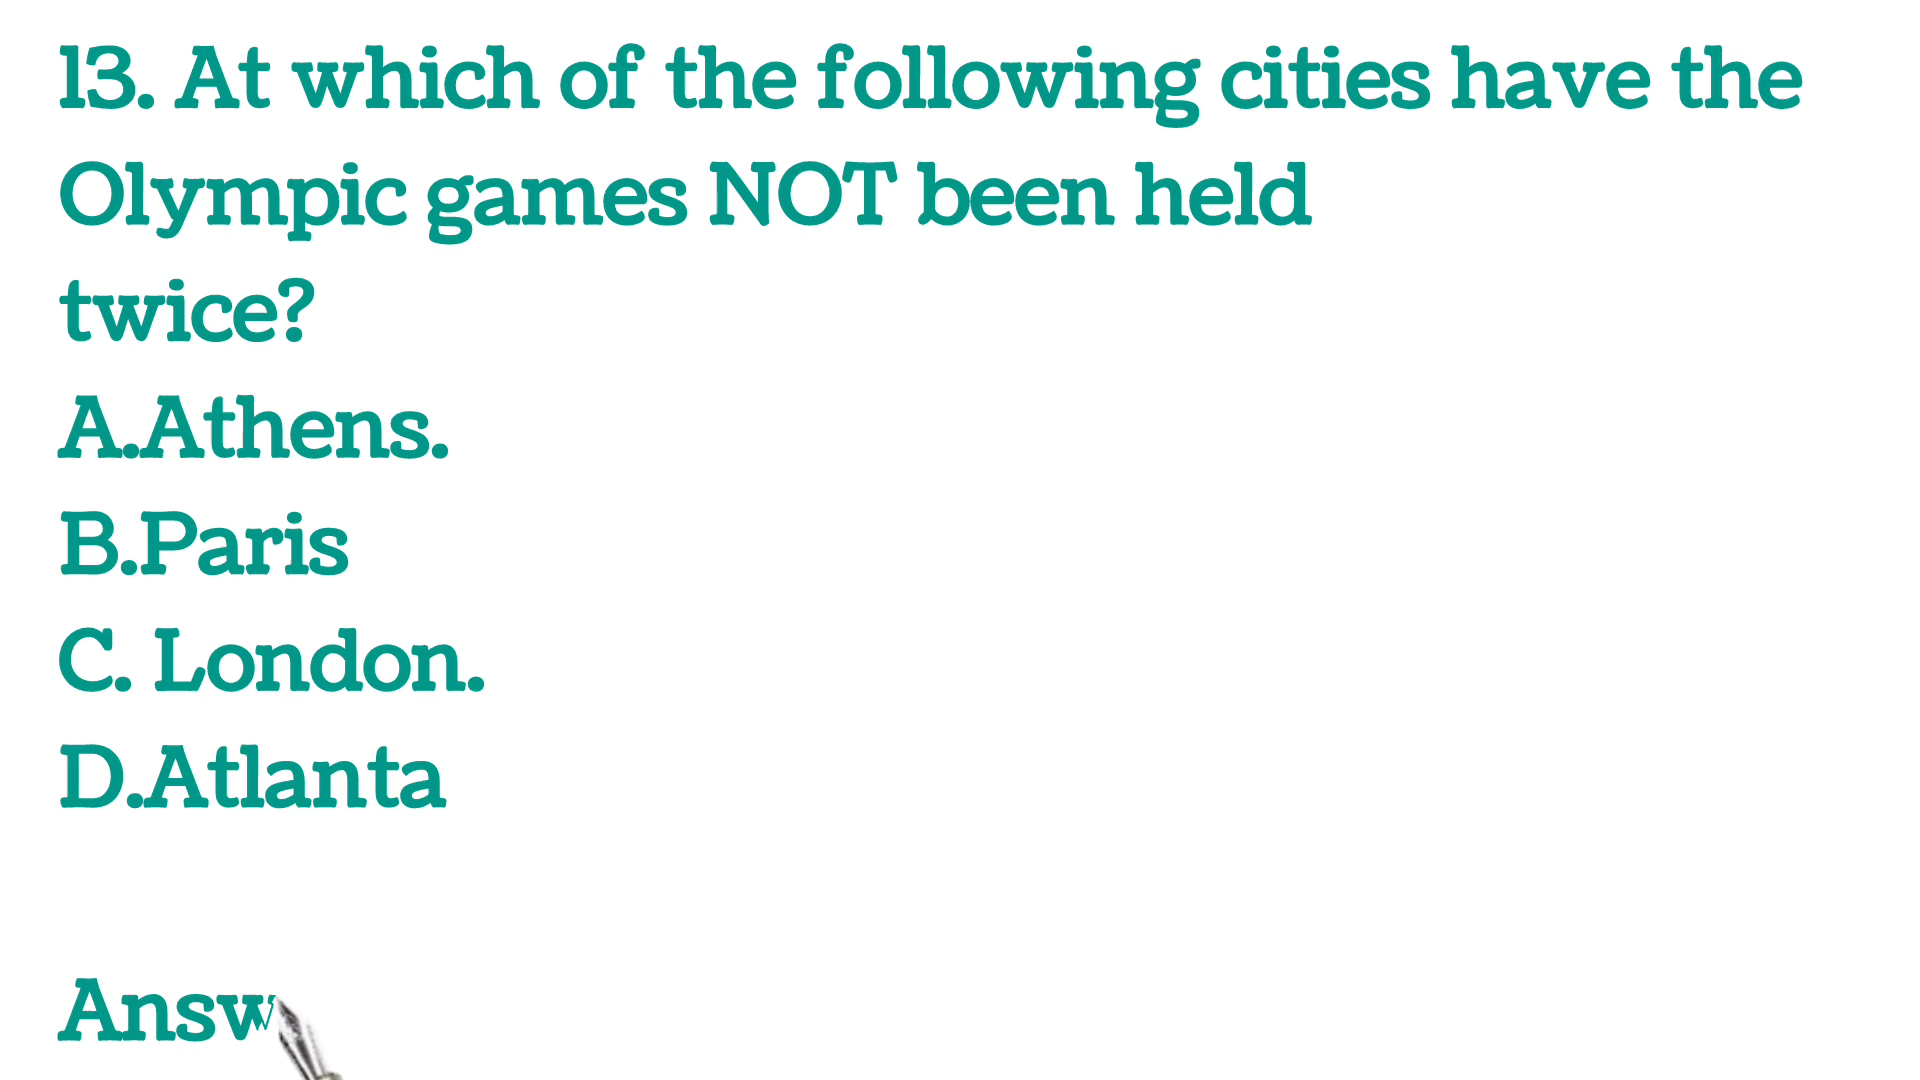 13. At which of the following cities have the
Olympic games NOT been held
twice?
A.Athens.
B.Paris
C. London.
D.Atlanta
Answ